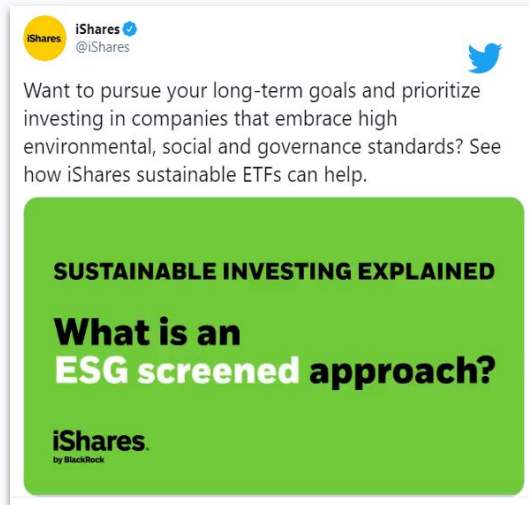 iShares
iShares
@iShares
Want to pursue your long-term goals and prioritize
investing in companies that embrace high
environmental, social and governance standards? See
how iShares sustainable ETFs can help.
SUSTAINABLE INVESTING EXPLAINED
What is an
ESG screened approach?
iShares.
by BlackRock